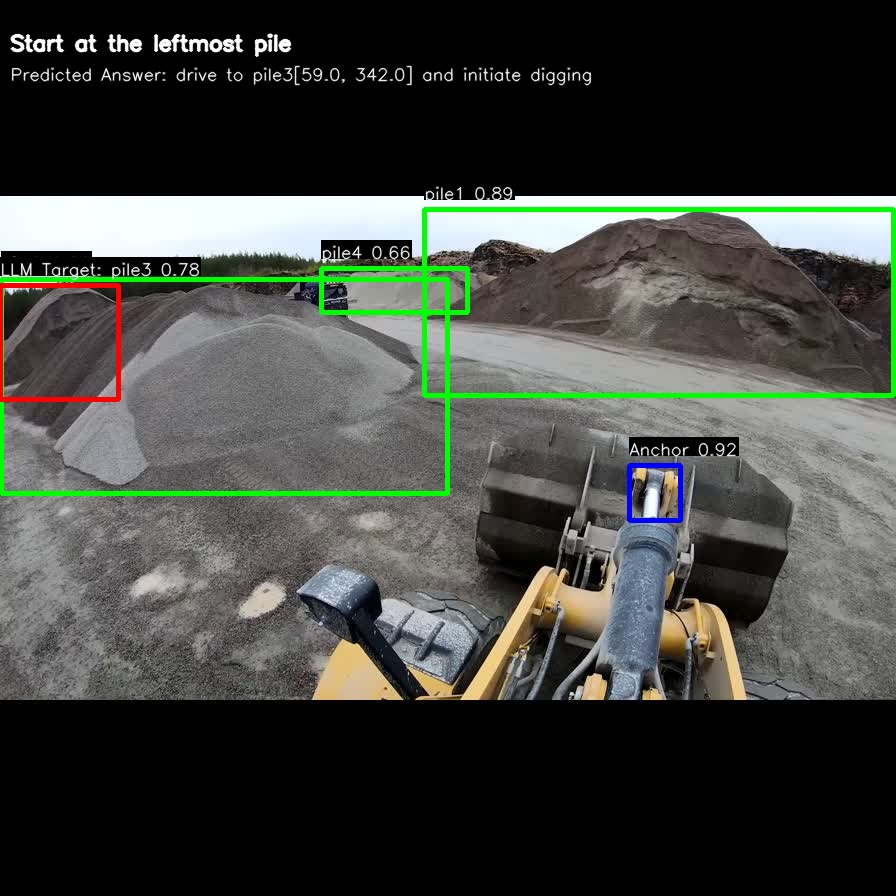 Start at the leftmost pile
Predicted Answer: drive to pile3[59.0, 342.0] and initiate digging
pile1 0.89
pile4 0.66
LLM Target: pile3 0.78
Anchor 0.92